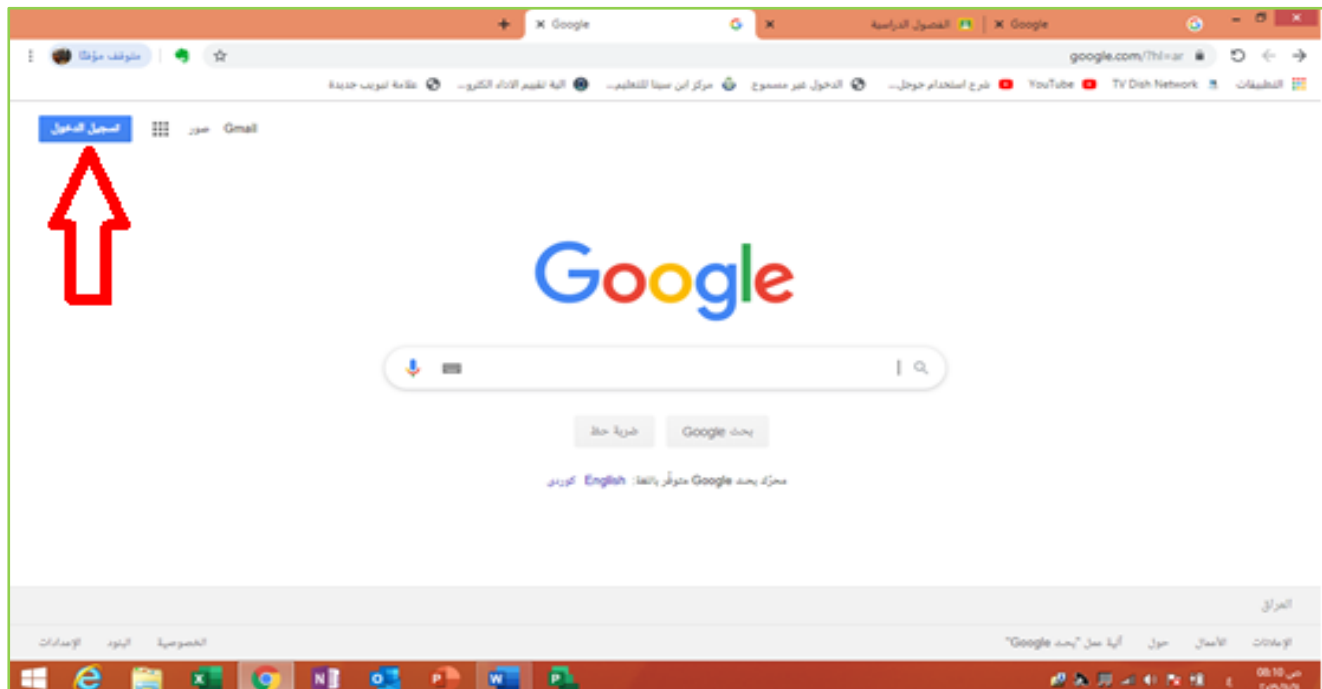 Google
الفصول الدراسية
Google
google.com/?hl=ar
متوقف مؤقتًا
التطبيقات
TV Dish Network
YouTube
شرح استخدام جوجل...
الدخول غير مسموح
مركز ابن سينا للتعليم...
الية تقييم الاداء الالكترو...
علامة تبويب جديدة
Gmail
صور
تسجيل الدخول
Google
بحث Google
ضربة حظ
محرّك بحث Google متوفّر باللغة: English كوردی
العراق
الإعلانات الأعمال حول آلية عمل "بحث Google"
الخصوصية البنود الإعدادات
ع
08:10 ص